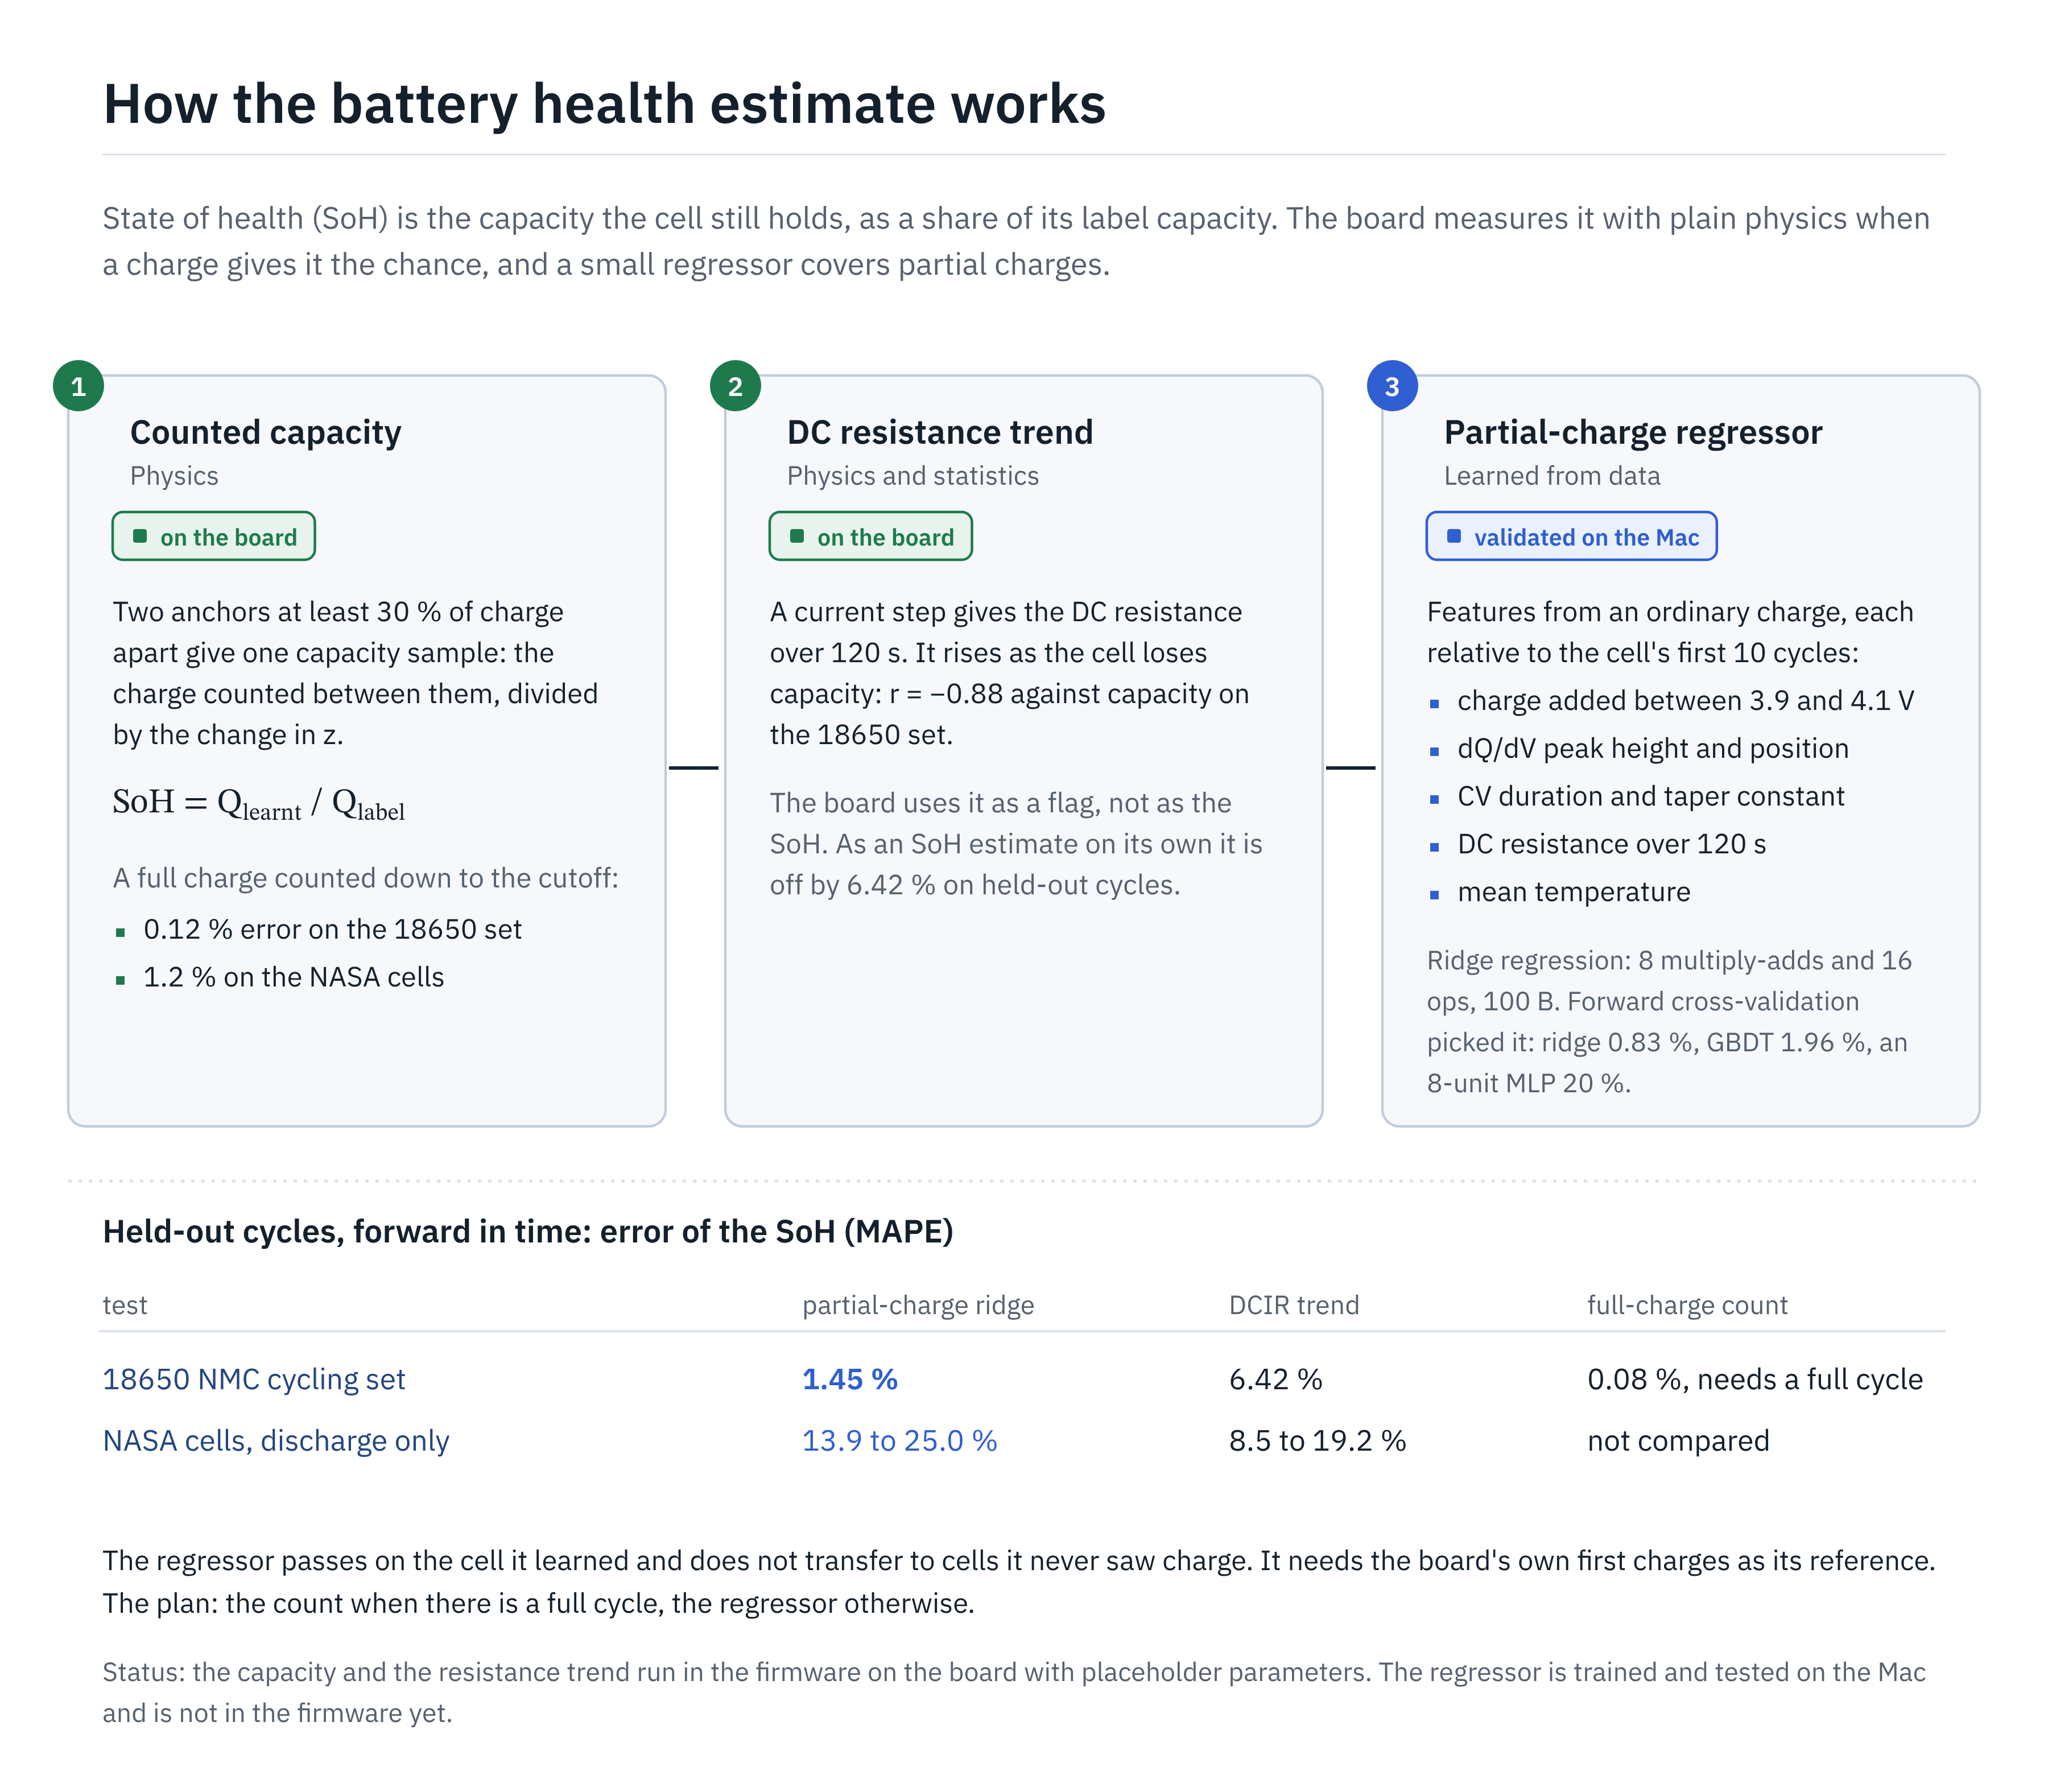 How the battery health estimate works
State of health (SoH) is the capacity the cell still holds, as a share of its label capacity. The board measures it with plain physics when
a charge gives it the chance, and a small regressor covers partial charges.
1
Counted capacity
Physics
on the board
Two anchors at least 30 % of charge
apart give one capacity sample: the
charge counted between them, divided
by the change in z.
SoH = Qlearnt / Qlabel
A full charge counted down to the cutoff:
0.12 % error on the 18650 set
1.2 % on the NASA cells
2
DC resistance trend
Physics and statistics
on the board
A current step gives the DC resistance
over 120 s. It rises as the cell loses
capacity: r = −0.88 against capacity on
the 18650 set.
The board uses it as a flag, not as the
SoH. As an SoH estimate on its own it is
off by 6.42 % on held-out cycles.
3
Partial-charge regressor
Learned from data
validated on the Mac
Features from an ordinary charge, each
relative to the cell's first 10 cycles:
charge added between 3.9 and 4.1 V
dQ/dV peak height and position
CV duration and taper constant
DC resistance over 120 s
mean temperature
Ridge regression: 8 multiply-adds and 16
ops, 100 B. Forward cross-validation
picked it: ridge 0.83 %, GBDT 1.96 %, an
8-unit MLP 20 %.
Held-out cycles, forward in time: error of the SoH (MAPE)
test partial-charge ridge DCIR trend full-charge count
18650 NMC cycling set 1.45 % 6.42 % 0.08 %, needs a full cycle
NASA cells, discharge only 13.9 to 25.0 % 8.5 to 19.2 % not compared
The regressor passes on the cell it learned and does not transfer to cells it never saw charge. It needs the board's own first charges as its reference.
The plan: the count when there is a full cycle, the regressor otherwise.
Status: the capacity and the resistance trend run in the firmware on the board with placeholder parameters. The regressor is trained and tested on the Mac
and is not in the firmware yet.